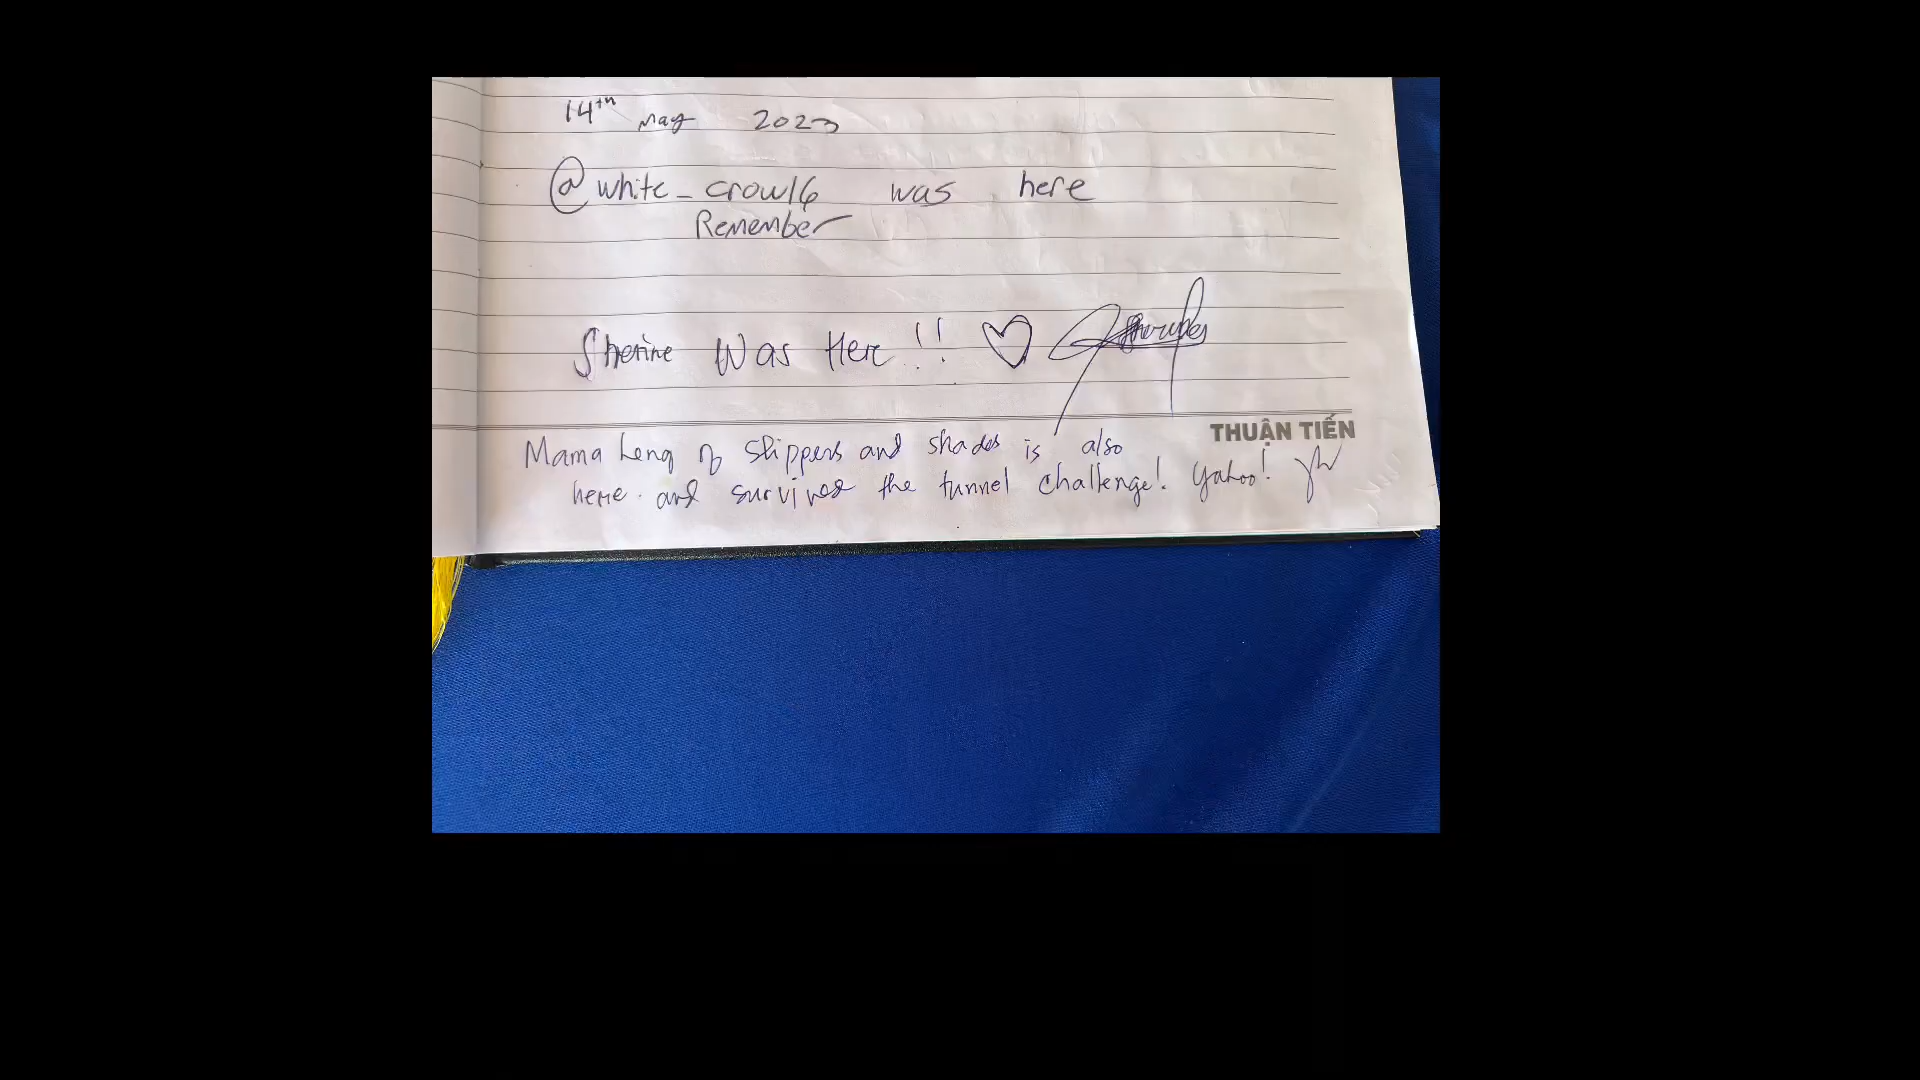 14th May 2023
@white_crow16 was here
Remember
Sherine Was Here !!
THUẬN TIẾN
Mama Leng of slippers and shades is also
here and survived the tunnel challenge! Yahoo!